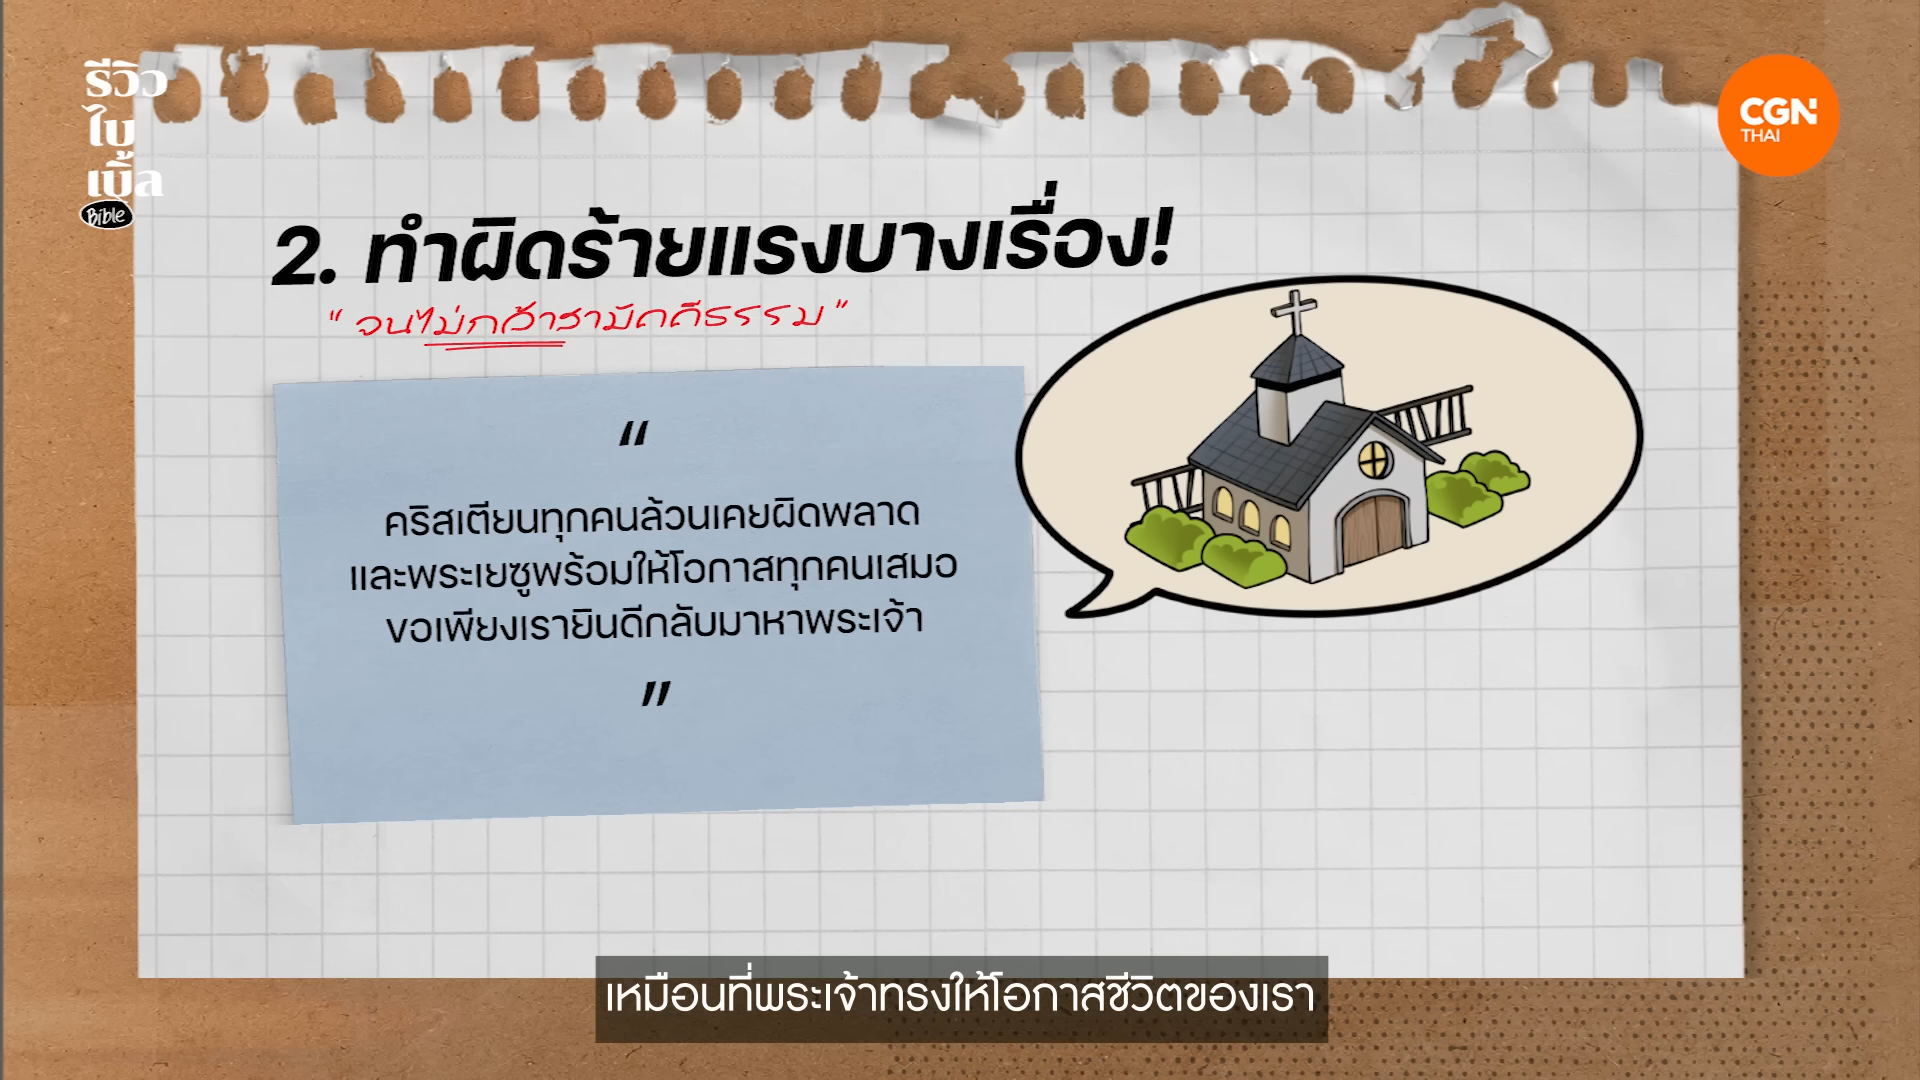 รีวิว
ไบ
เบิ้ล
Bible
CGN
THAI
2. ทำผิดร้ายแรงบางเรื่อง!
"จนไม่กล้าสามัคคีธรรม"
“
คริสเตียนทุกคนล้วนเคยผิดพลาด
และพระเยซูพร้อมให้โอกาสทุกคนเสมอ
ขอเพียงเรายินดีกลับมาหาพระเจ้า
”
เหมือนที่พระเจ้าทรงให้โอกาสชีวิตของเรา